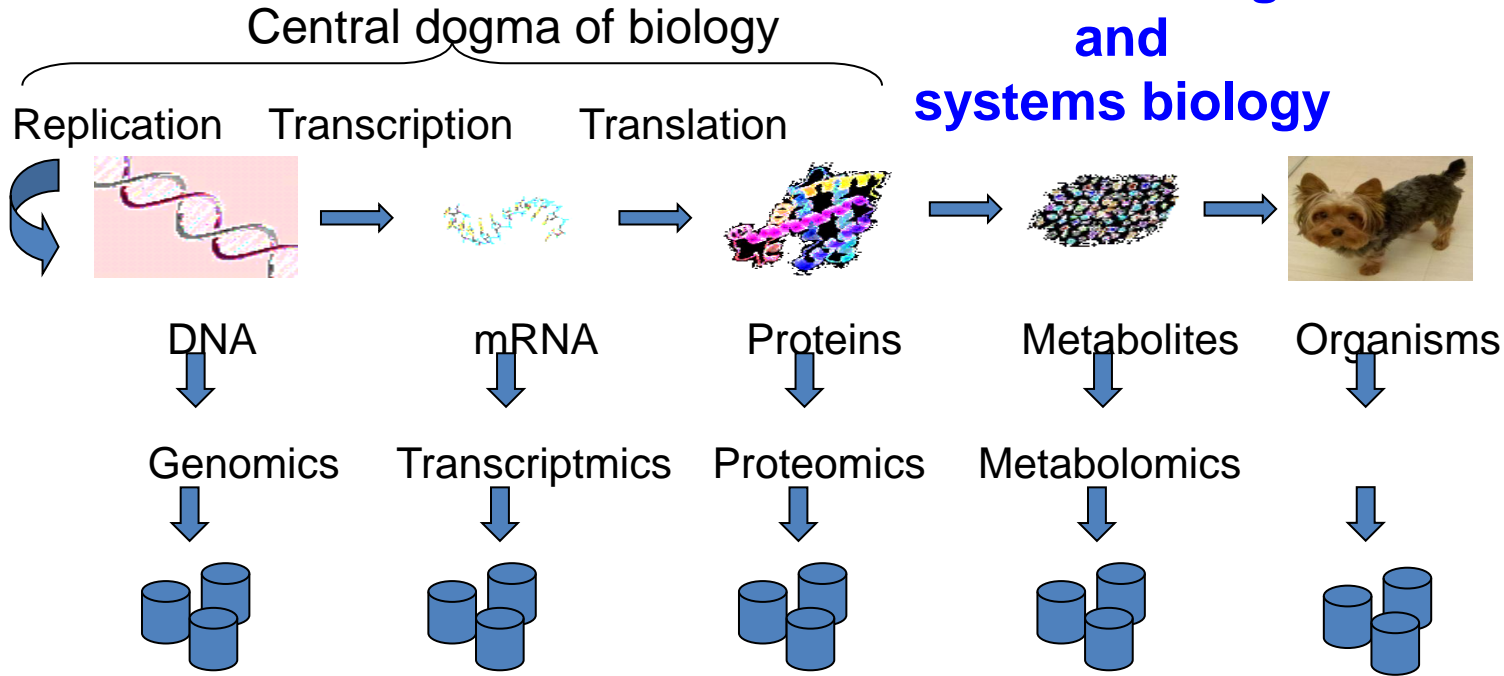 Central dogma of biology
and
systems biology
Replication Transcription Translation
DNA mRNA Proteins Metabolites Organisms
Genomics Transcriptmics Proteomics Metabolomics